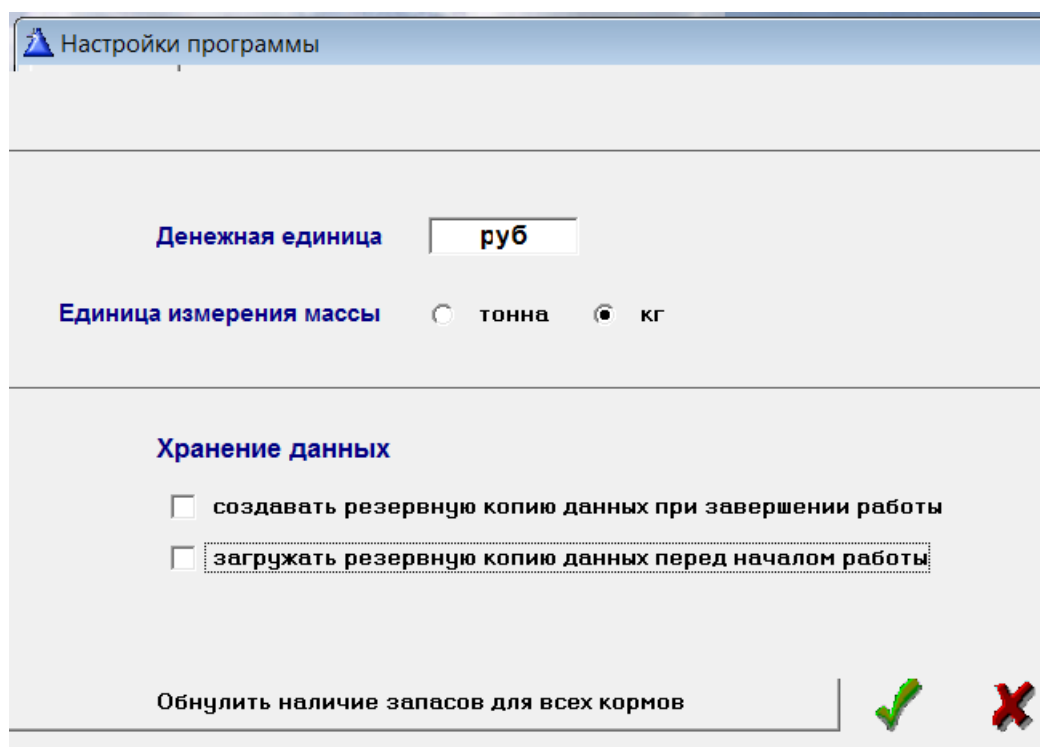 Настройки программы
Денежная единица руб
Единица измерения массы тонна кг
Хранение данных
создавать резервную копию данных при завершении работы
загружать резервную копию данных перед началом работы
Обнулить наличие запасов для всех кормов